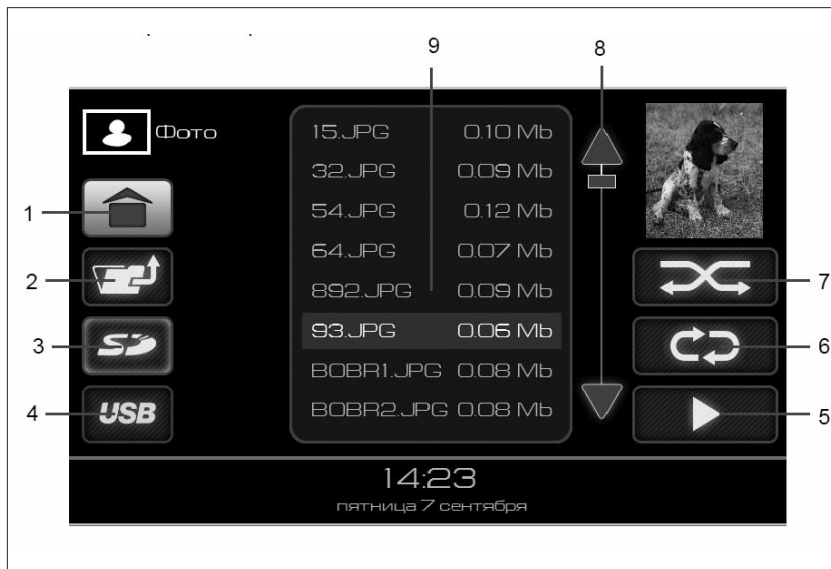 9
8
Фото
15.JPG 0.10 Mb
32.JPG 0.09 Mb
54.JPG 0.12 Mb
64.JPG 0.07 Mb
892.JPG 0.09 Mb
93.JPG 0.06 Mb
BOBR1.JPG 0.08 Mb
BOBR2.JPG 0.08 Mb
1
2
3
SD
4
USB
7
6
5
14:23
пятница 7 сентября